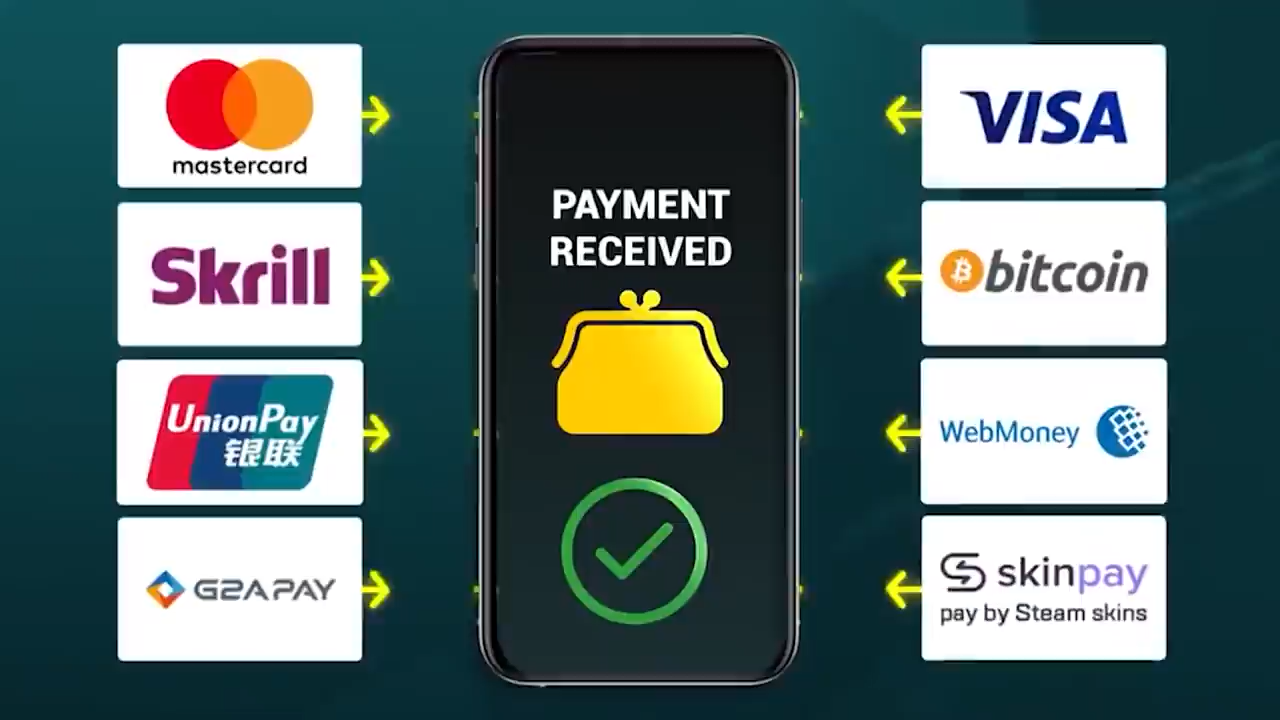 mastercard
Skrill
UnionPay
银联
G2A PAY
PAYMENT
RECEIVED
VISA
bitcoin
WebMoney
skinpay
pay by Steam skins